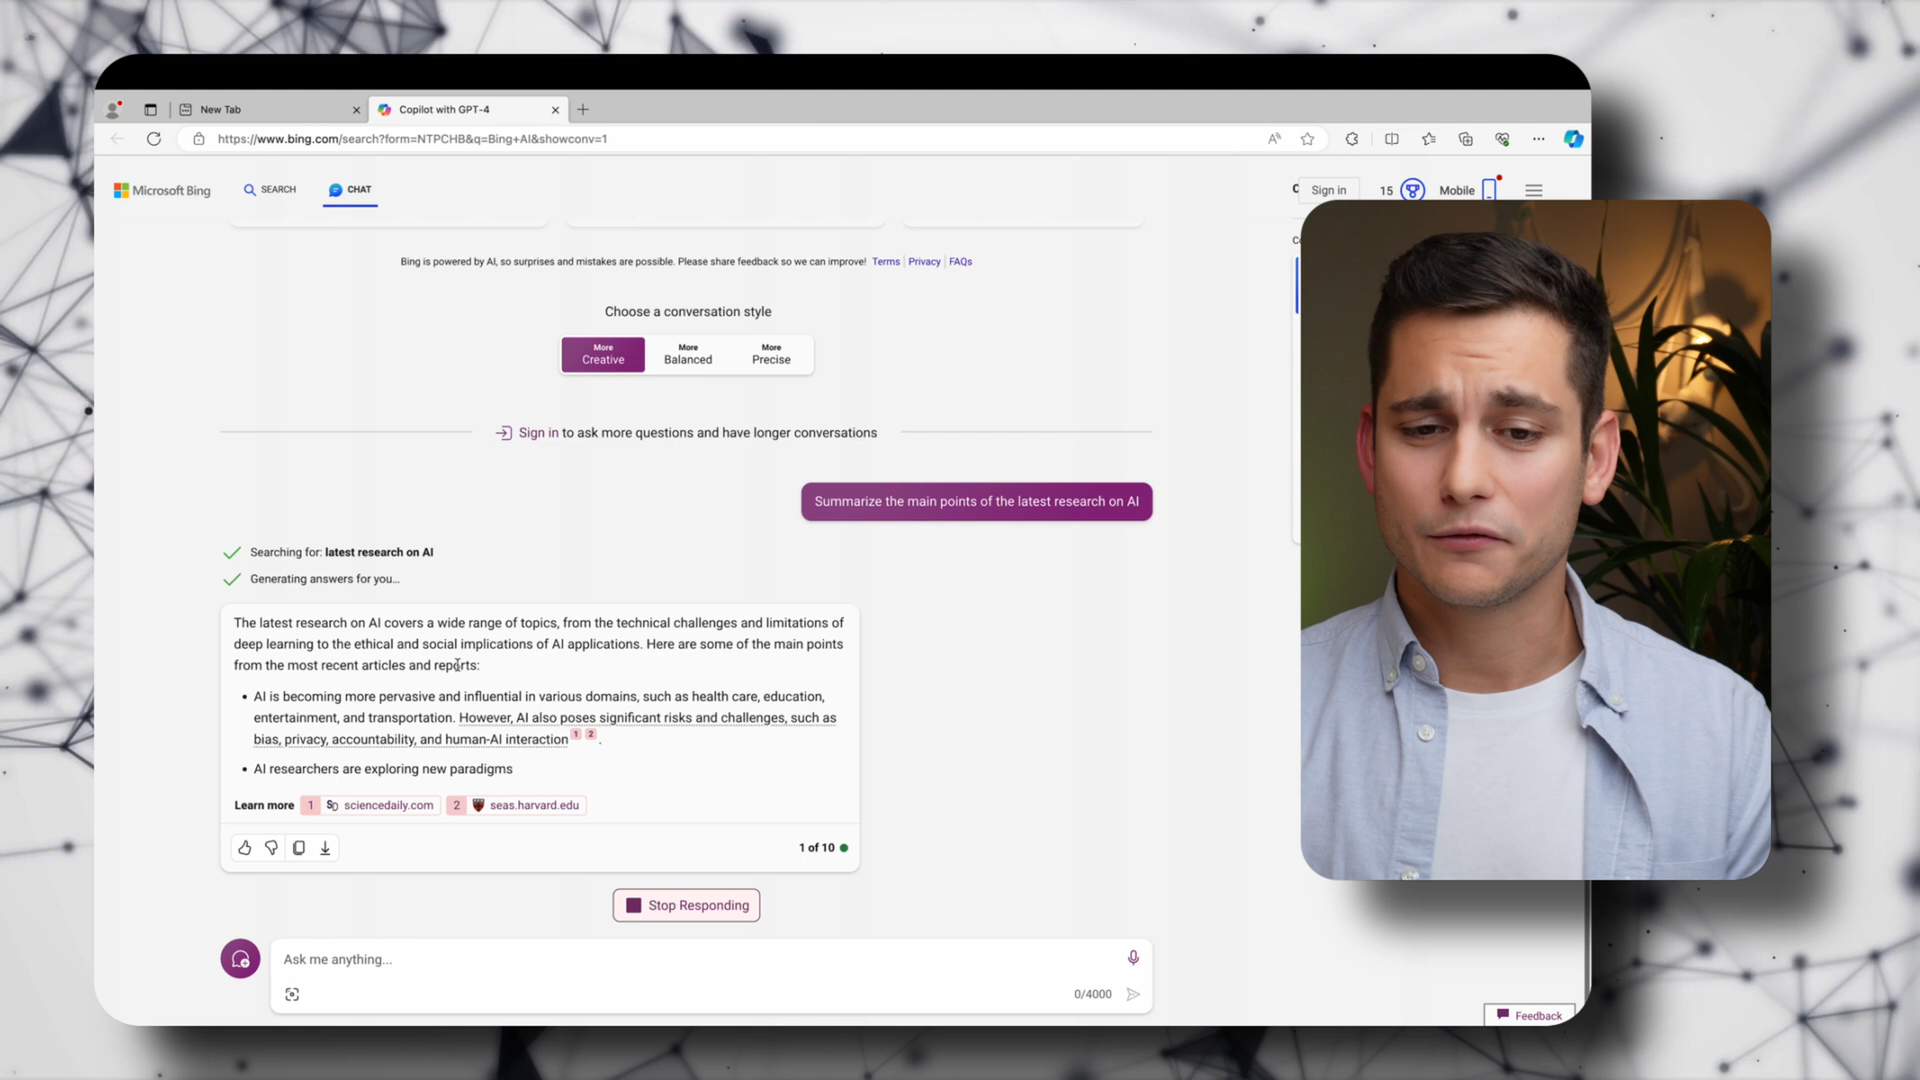 New Tab
Copilot with GPT-4
https://www.bing.com/search?form=NTPCHB&q=Bing+AI&showconv=1
Microsoft Bing
SEARCH
CHAT
Sign in
15
Mobile
Bing is powered by AI, so surprises and mistakes are possible. Please share feedback so we can improve! Terms | Privacy | FAQs
Choose a conversation style
More
Creative
More
Balanced
More
Precise
Sign in to ask more questions and have longer conversations
Summarize the main points of the latest research on AI
Searching for: latest research on AI
Generating answers for you...
The latest research on AI covers a wide range of topics, from the technical challenges and limitations of
deep learning to the ethical and social implications of AI applications. Here are some of the main points
from the most recent articles and reports:
• AI is becoming more pervasive and influential in various domains, such as health care, education,
entertainment, and transportation. However, AI also poses significant risks and challenges, such as
bias, privacy, accountability, and human-AI interaction 1 2 .
• AI researchers are exploring new paradigms
Learn more 1 sciencedaily.com 2 seas.harvard.edu
1 of 10
Stop Responding
Ask me anything...
0/4000
Feedback